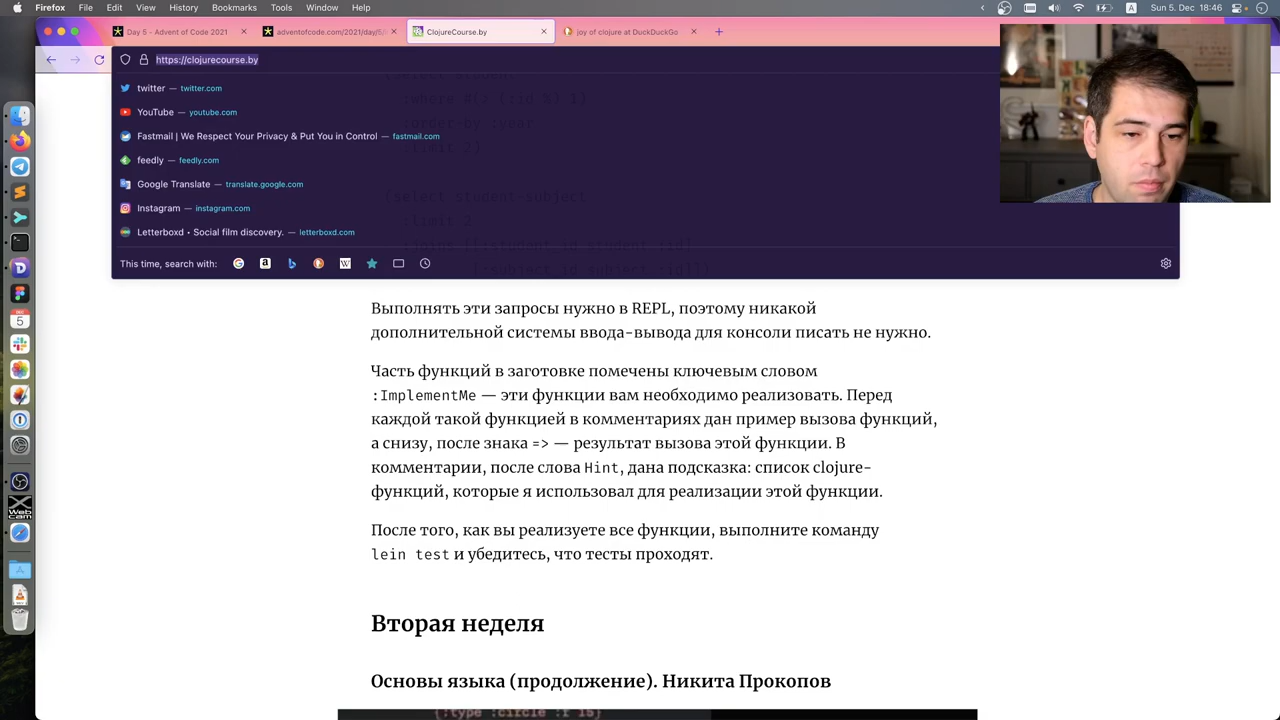 Firefox File Edit View History Bookmarks Tools Window Help
Day 5 - Advent of Code 2021
adventofcode.com/2021/day/5/
ClojureCourse.by
joy of clojure at DuckDuckGo
https://clojurecourse.by
twitter — twitter.com
YouTube — youtube.com
Fastmail | We Respect Your Privacy & Put You in Control — fastmail.com
feedly — feedly.com
Google Translate — translate.google.com
Instagram — instagram.com
Letterboxd • Social film discovery. — letterboxd.com
This time, search with:
Выполнять эти запросы нужно в REPL, поэтому никакой
дополнительной системы ввода-вывода для консоли писать не нужно.
Часть функций в заготовке помечены ключевым словом
:ImplementMe — эти функции вам необходимо реализовать. Перед
каждой такой функцией в комментариях дан пример вызова функций,
а снизу, после знака => — результат вызова этой функции. В
комментарии, после слова Hint, дана подсказка: список clojure-
функций, которые я использовал для реализации этой функции.
После того, как вы реализуете все функции, выполните команду
lein test и убедитесь, что тесты проходят.
Вторая неделя
Основы языка (продолжение). Никита Прокопов
{:type :circle :r 15}